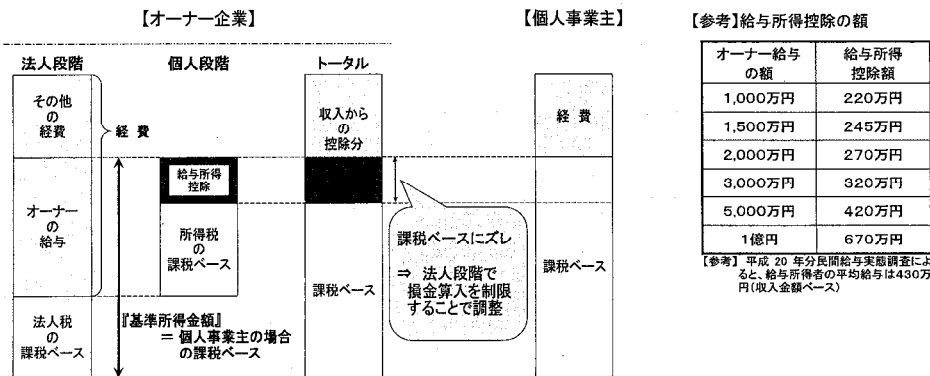 【オーナー企業】
【個人事業主】
【参考】給与所得控除の額
法人段階
個人段階
トータル
その他
の
経費
経 費
オーナー
の
給与
法人税
の
課税ベース
給与所得
控除
所得税
の
課税ベース
『基準所得金額』
＝ 個人事業主の場合
の課税ベース
収入から
の
控除分
課税ベース
課税ベースにズレ
⇒ 法人段階で
損金算入を制限
することで調整
経 費
課税ベース
オーナー給与
の額
給与所得
控除額
1,000万円
220万円
1,500万円
245万円
2,000万円
270万円
3,000万円
320万円
5,000万円
420万円
1億円
670万円
【参考】 平成 20 年分民間給与実態調査によ
ると、給与所得者の平均給与は430万
円(収入金額ベース)